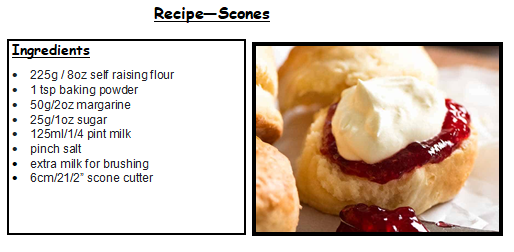 Recipe—Scones
Ingredients
• 225g / 8oz self raising flour
• 1 tsp baking powder
• 50g/2oz margarine
• 25g/1oz sugar
• 125ml/1/4 pint milk
• pinch salt
• extra milk for brushing
• 6cm/21/2” scone cutter